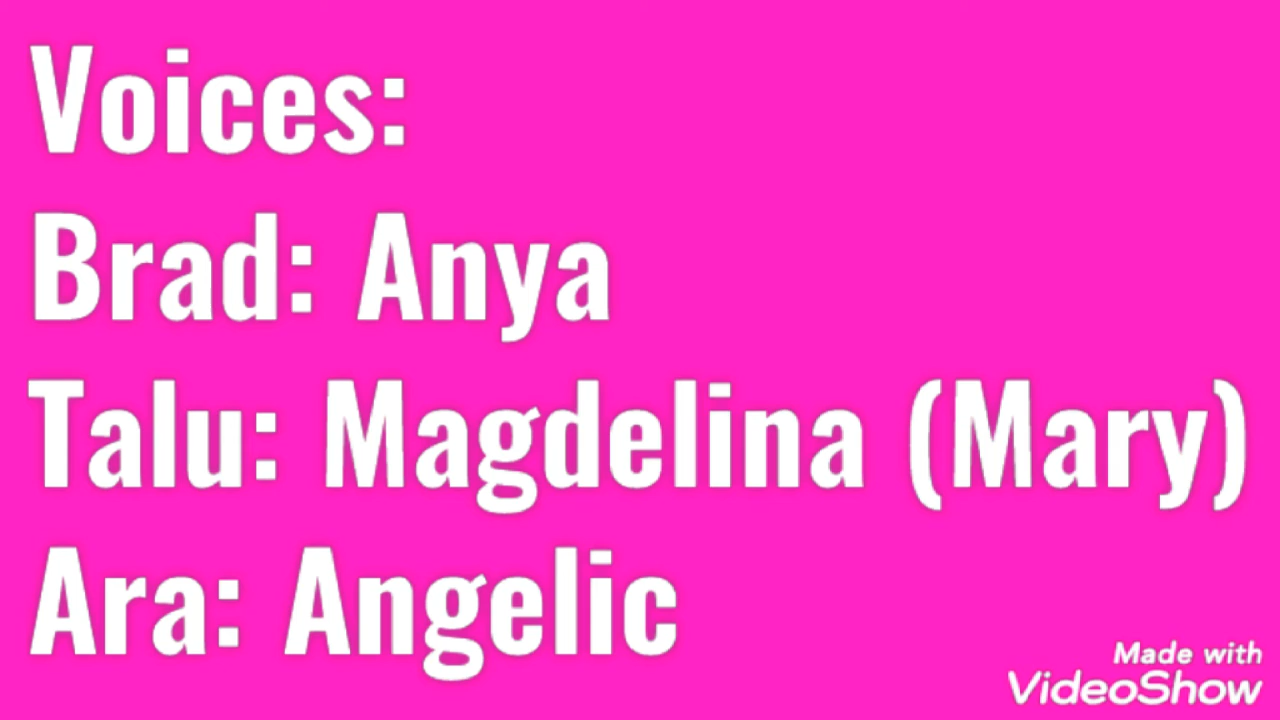 Voices:
Brad: Anya
Talu: Magdelina (Mary)
Ara: Angelic
Made with
VideoShow